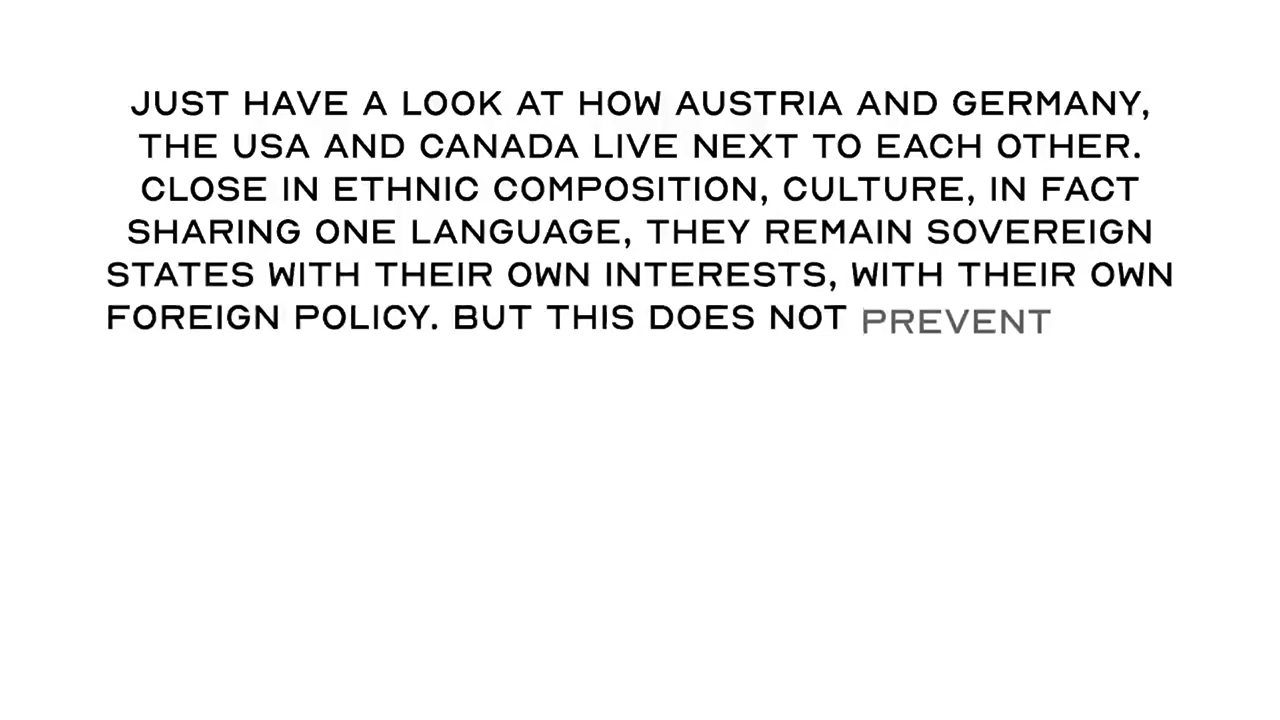 JUST HAVE A LOOK AT HOW AUSTRIA AND GERMANY,
THE USA AND CANADA LIVE NEXT TO EACH OTHER.
CLOSE IN ETHNIC COMPOSITION, CULTURE, IN FACT
SHARING ONE LANGUAGE, THEY REMAIN SOVEREIGN
STATES WITH THEIR OWN INTERESTS, WITH THEIR OWN
FOREIGN POLICY. BUT THIS DOES NOT PREVENT